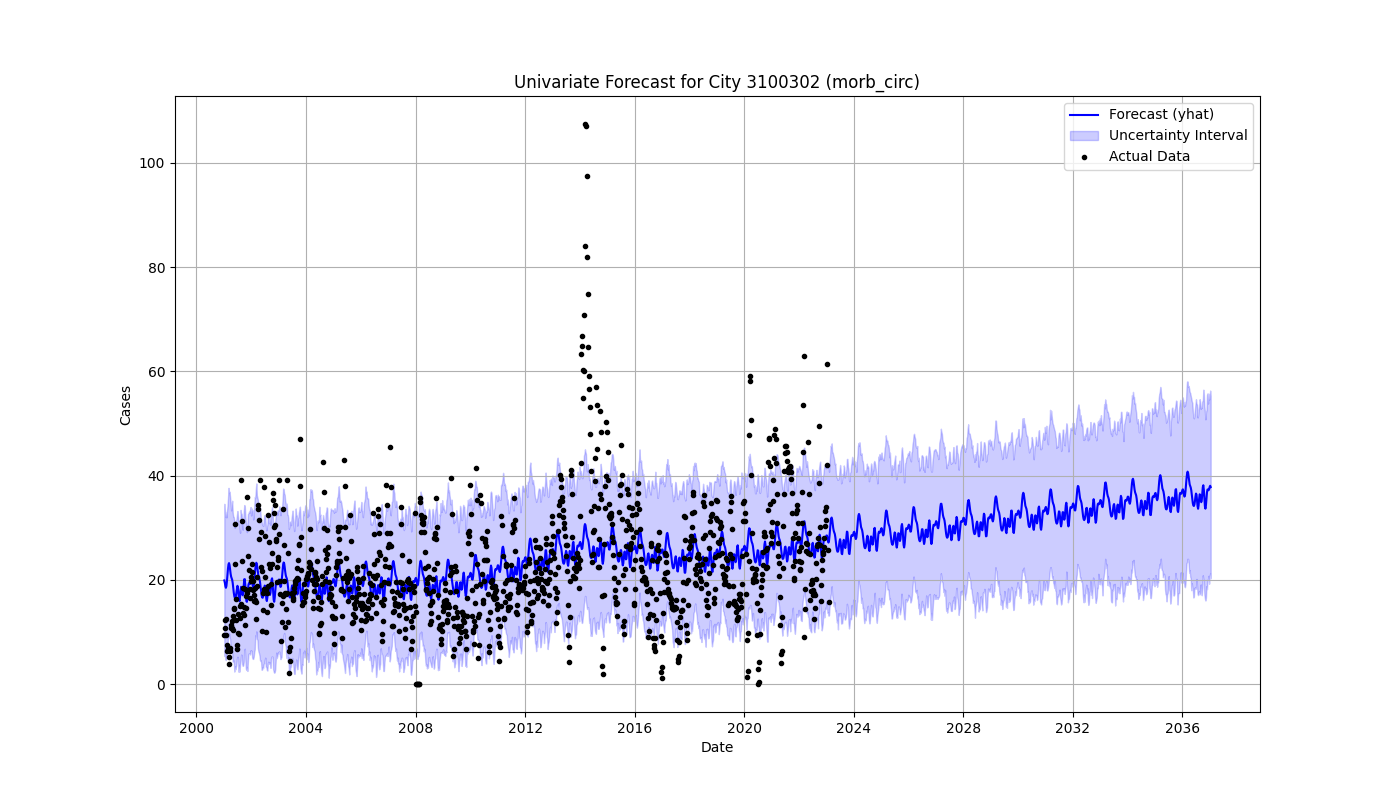 Univariate Forecast for City 3100302 (morb_circ)
Forecast (yhat)
Uncertainty Interval
Actual Data
Cases
100
80
60
40
20
0
2000 2004 2008 2012 2016 2020 2024 2028 2032 2036
Date